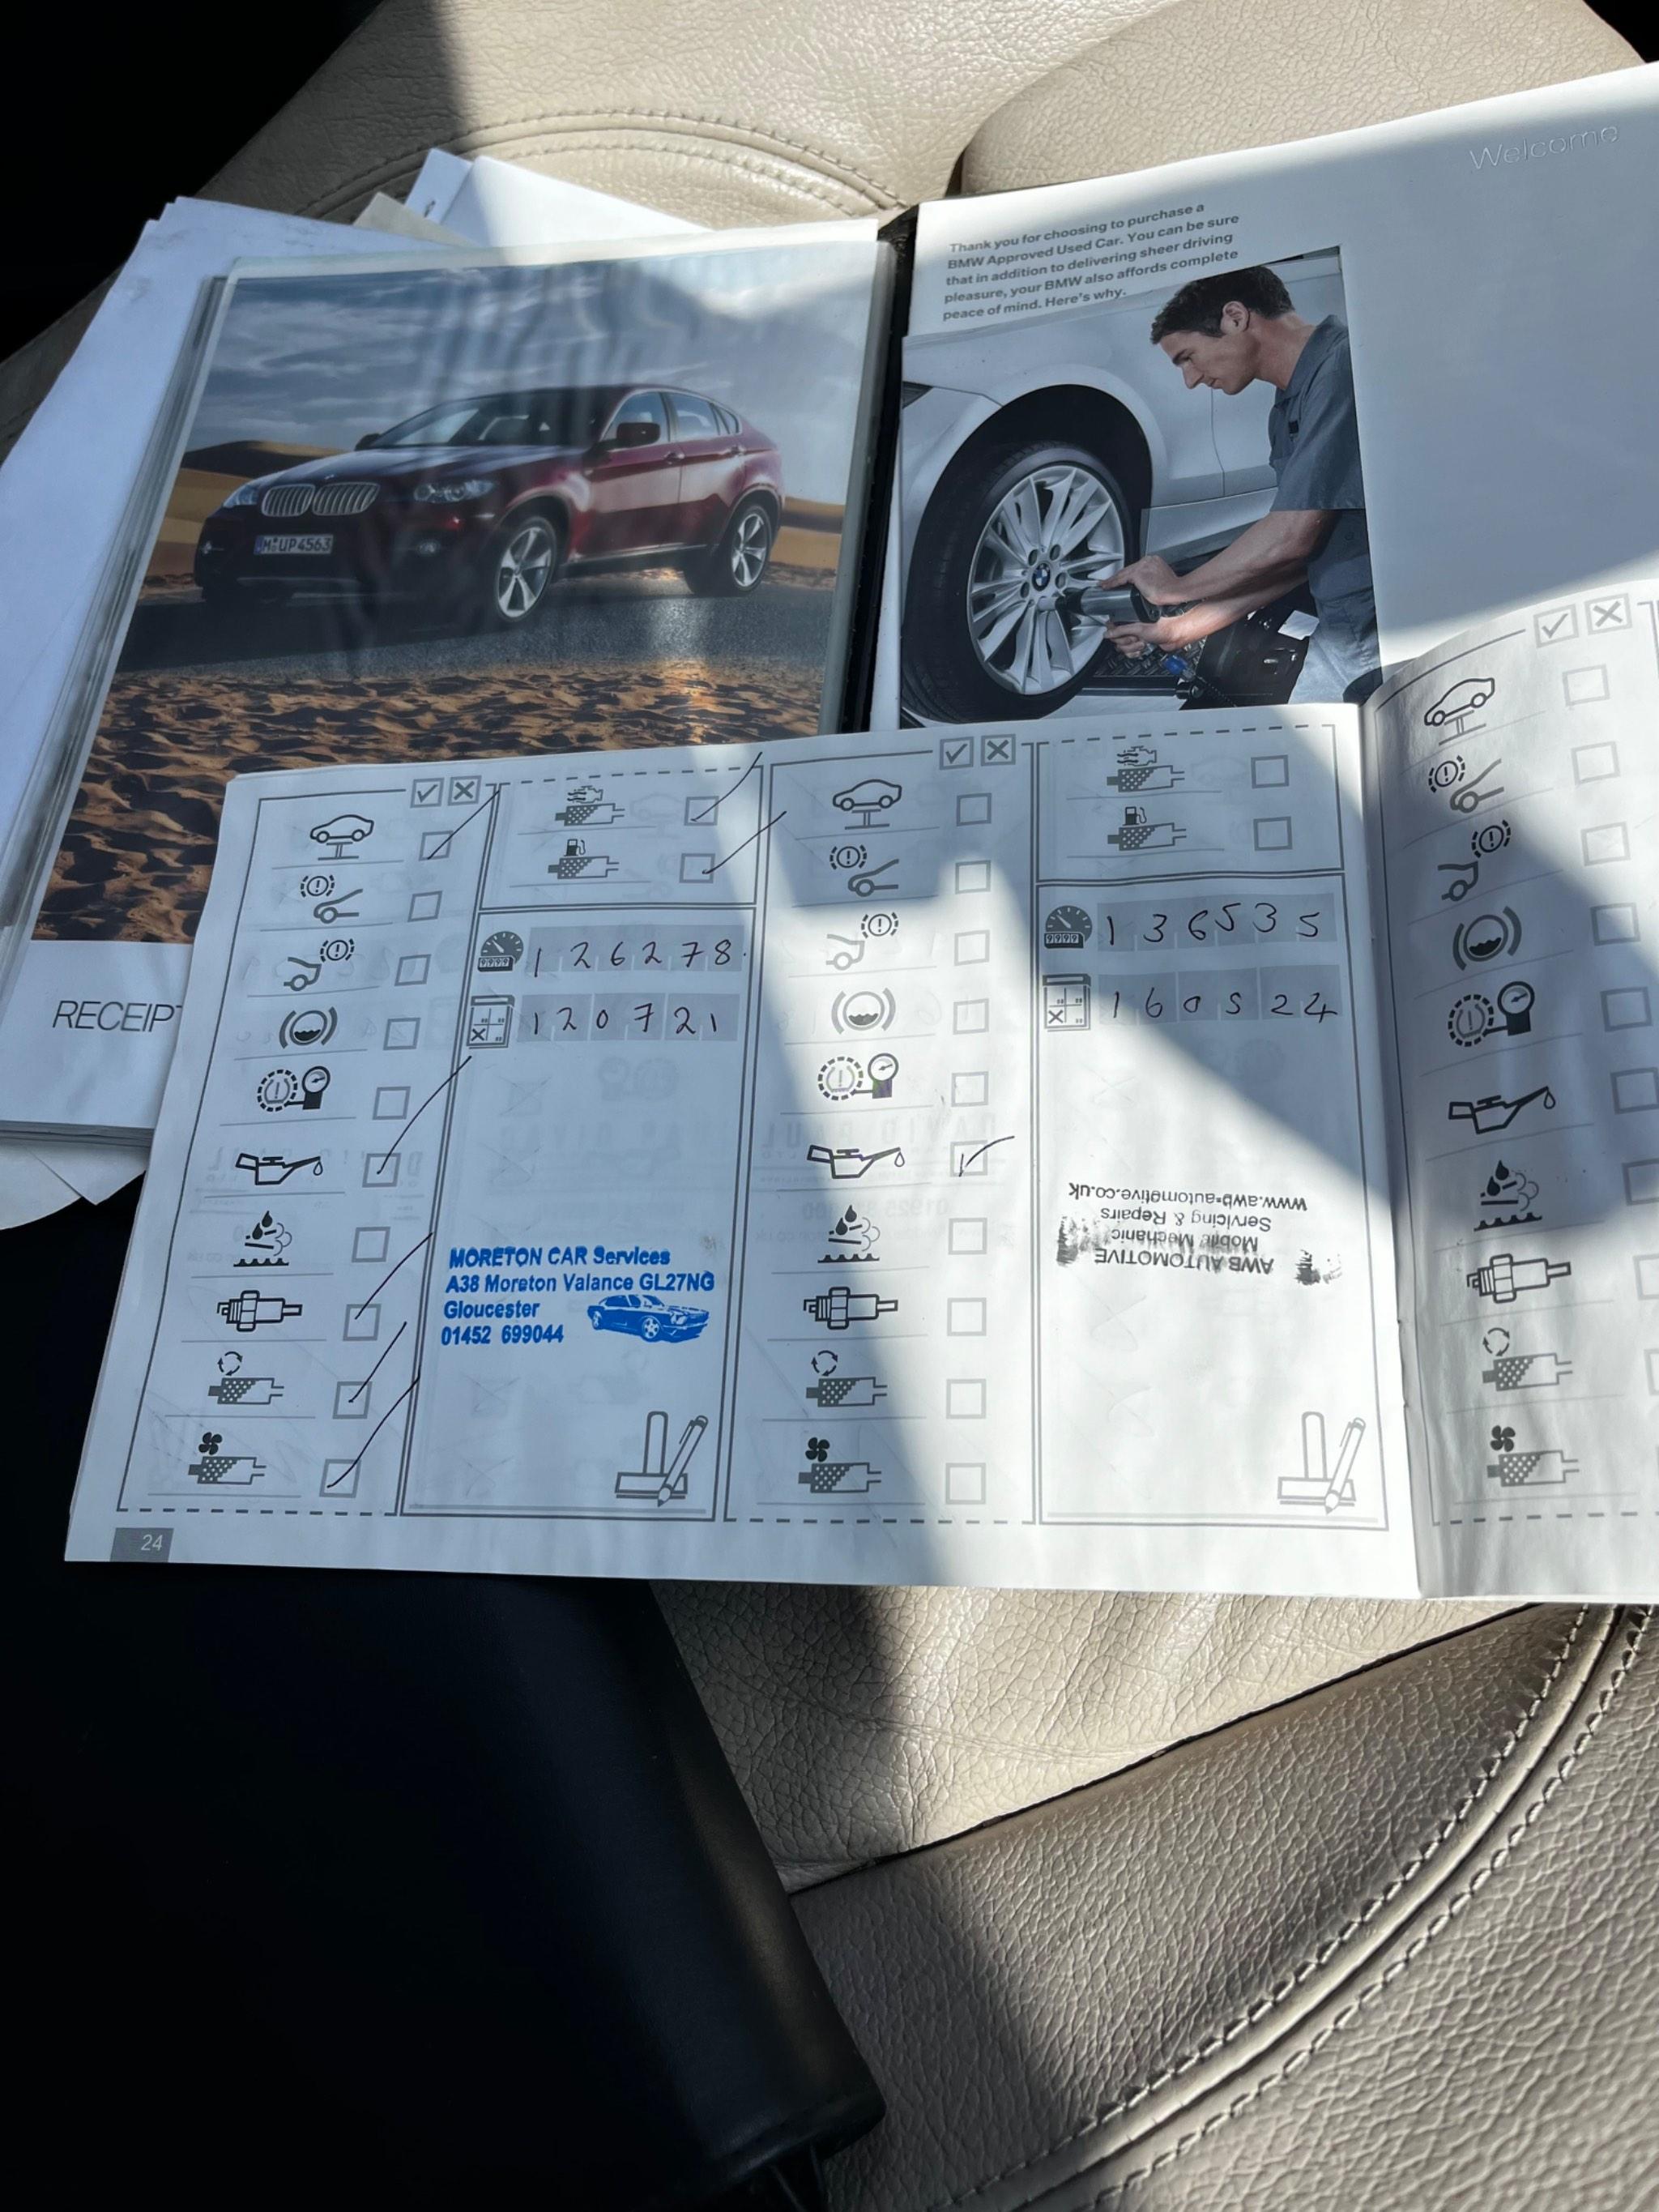 Welcome
Thank you for choosing to purchase a
BMW Approved Used Car. You can be sure
that in addition to delivering sheer driving
pleasure, your BMW also affords complete
peace of mind. Here's why.
M UP 4563
RECEIPT
126278
120721
MORETON CAR Services
A38 Moreton Valance GL27NG
Gloucester
01452 699044
136535
160524
AWB AUTOMOTIVE
Mobile Mechanic
Servicing & Repairs
www.awb-automotive.co.uk
24